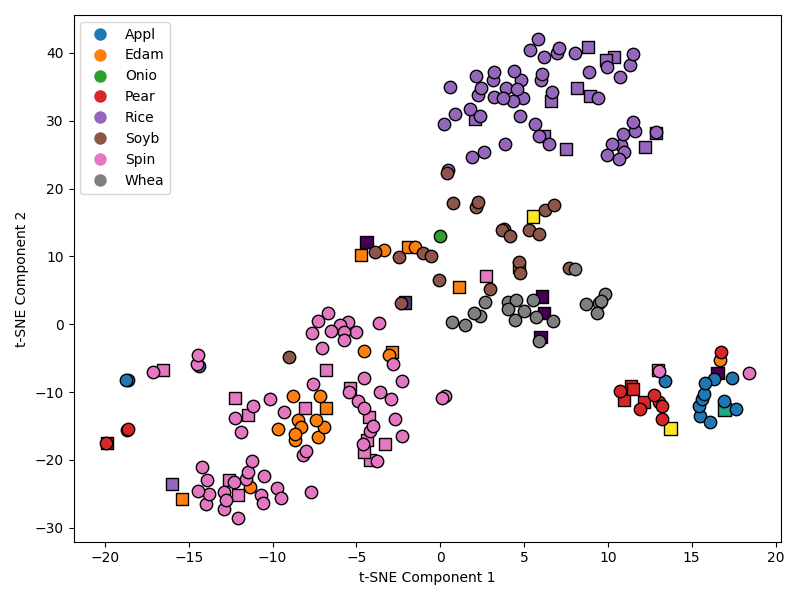 Appl
Edam
Onio
Pear
Rice
Soyb
Spin
Whea
t-SNE Component 2
40
30
20
10
0
−10
−20
−30
−20 −15 −10 −5 0 5 10 15 20
t-SNE Component 1